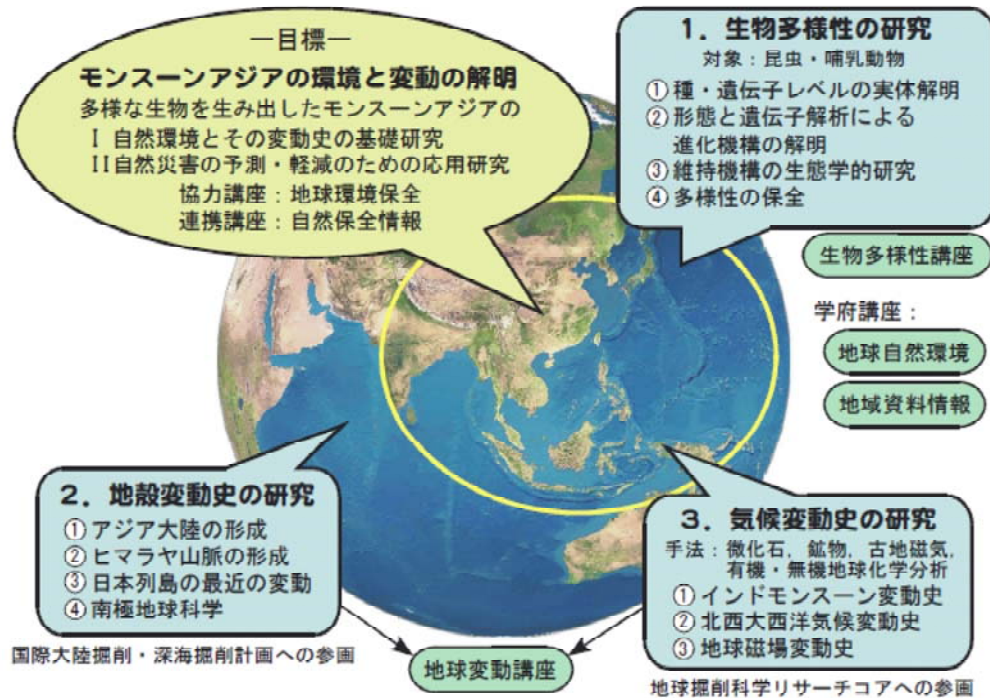 ―目標―
モンスーンアジアの環境と変動の解明
多様な生物を生み出したモンスーンアジアの
I 自然環境とその変動史の基礎研究
II自然災害の予測・軽減のための応用研究
協力講座：地球環境保全
連携講座：自然保全情報
1．生物多様性の研究
対象：昆虫・哺乳動物
①種・遺伝子レベルの実体解明
②形態と遺伝子解析による
進化機構の解明
③維持機構の生態学的研究
④多様性の保全
生物多様性講座
学府講座：
地球自然環境
地域資料情報
2．地殻変動史の研究
①アジア大陸の形成
②ヒマラヤ山脈の形成
③日本列島の最近の変動
④南極地球科学
国際大陸掘削・深海掘削計画への参画
3．気候変動史の研究
手法：微化石，鉱物，古地磁気，
有機・無機地球化学分析
①インドモンスーン変動史
②北西大西洋気候変動史
③地球磁場変動史
地球掘削科学リサーチコアへの参画
地球変動講座